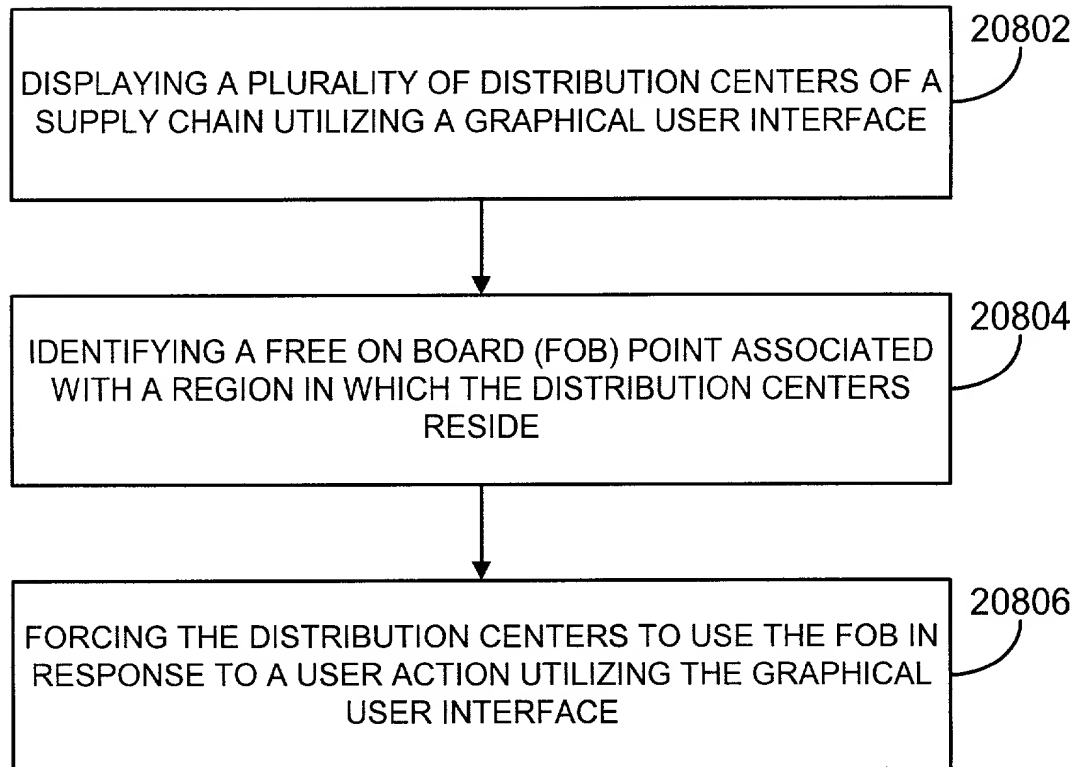 20802
DISPLAYING A PLURALITY OF DISTRIBUTION CENTERS OF A
SUPPLY CHAIN UTILIZING A GRAPHICAL USER INTERFACE
20804
IDENTIFYING A FREE ON BOARD (FOB) POINT ASSOCIATED
WITH A REGION IN WHICH THE DISTRIBUTION CENTERS
RESIDE
20806
FORCING THE DISTRIBUTION CENTERS TO USE THE FOB IN
RESPONSE TO A USER ACTION UTILIZING THE GRAPHICAL
USER INTERFACE